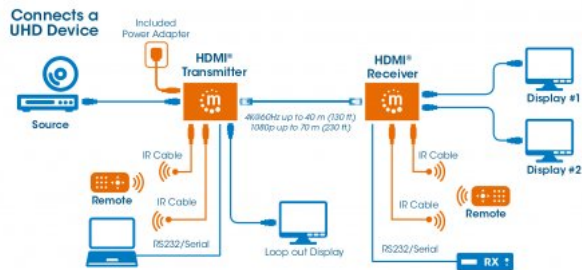 Connects a
UHD Device
Included
Power Adapter
HDMI®
Transmitter
HDMI®
Receiver
m
m
4K@60Hz up to 40 m (130 ft.)
1080p up to 70 m (230 ft.)
Source
Display #1
Display #2
IR Cable
IR Cable
Remote
Remote
IR Cable
IR Cable
RS232/Serial
Loop out Display
RS232/Serial
RX